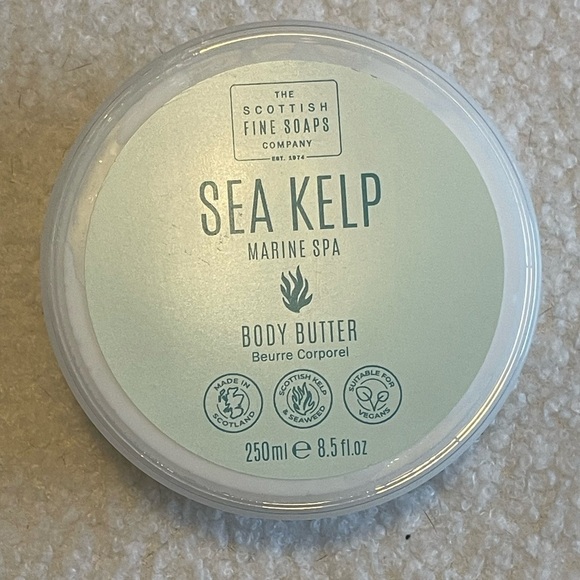 THE
SCOTTISH
FINE SOAPS
COMPANY
EST. 1974
SEA KELP
MARINE SPA
BODY BUTTER
Beurre Corporel
MADE IN SCOTLAND
SCOTTISH KELP & SEAWEED
SUITABLE FOR VEGANS
250ml ℮ 8.5 fl.oz